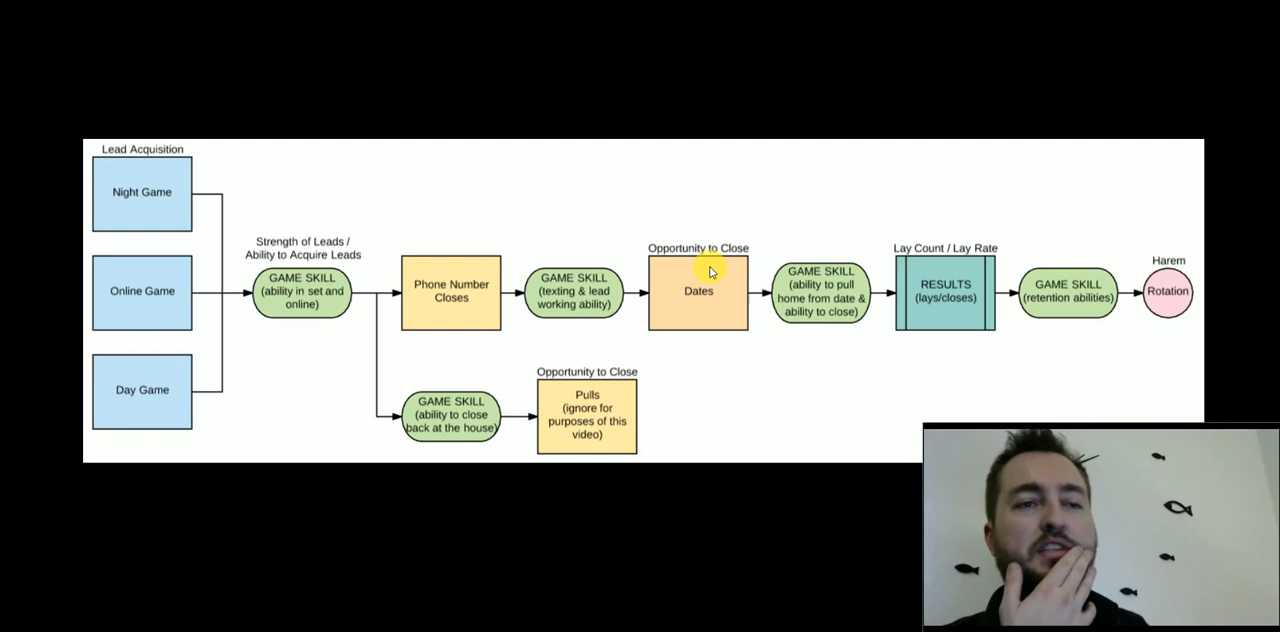 Lead Acquisition
Night Game
Online Game
Day Game
Strength of Leads /
Ability to Acquire Leads
GAME SKILL
(ability in set and
online)
Phone Number
Closes
GAME SKILL
(texting & lead
working ability)
Opportunity to Close
Dates
GAME SKILL
(ability to pull
home from date &
ability to close)
Lay Count / Lay Rate
RESULTS
(lays/closes)
GAME SKILL
(retention abilities)
Harem
Rotation
GAME SKILL
(ability to close
back at the house)
Opportunity to Close
Pulls
(ignore for
purposes of this
video)